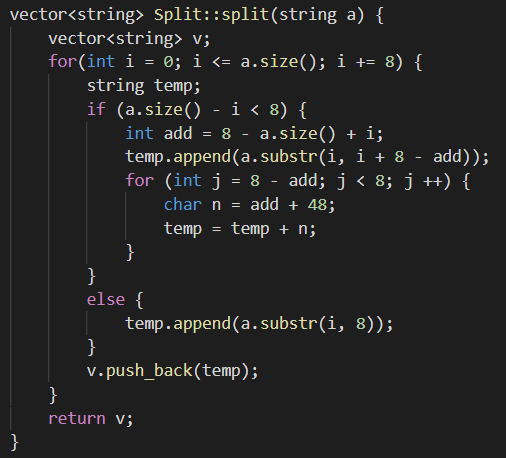 vector<string> Split::split(string a) {
    vector<string> v;
    for(int i = 0; i <= a.size(); i += 8) {
        string temp;
        if (a.size() - i < 8) {
            int add = 8 - a.size() + i;
            temp.append(a.substr(i, i + 8 - add));
            for (int j = 8 - add; j < 8; j ++) {
                char n = add + 48;
                temp = temp + n;
            }
        }
        else {
            temp.append(a.substr(i, 8));
        }
        v.push_back(temp);
    }
    return v;
}